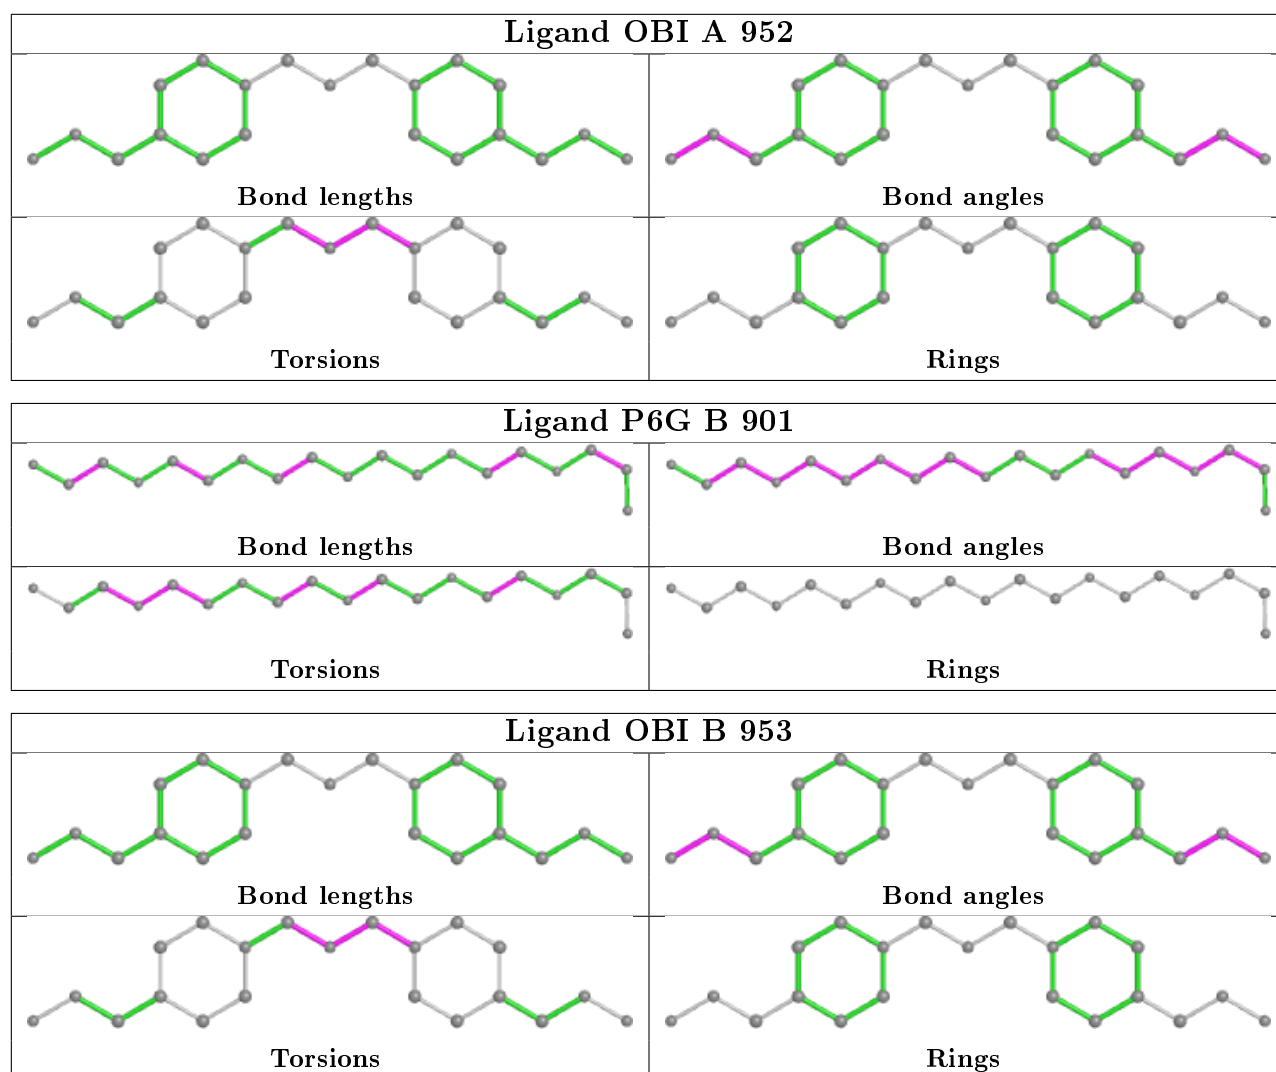 Ligand OBI A 952
Bond lengths
Bond angles
Torsions
Rings
Ligand P6G B 901
Bond lengths
Bond angles
Torsions
Rings
Ligand OBI B 953
Bond lengths
Bond angles
Torsions
Rings